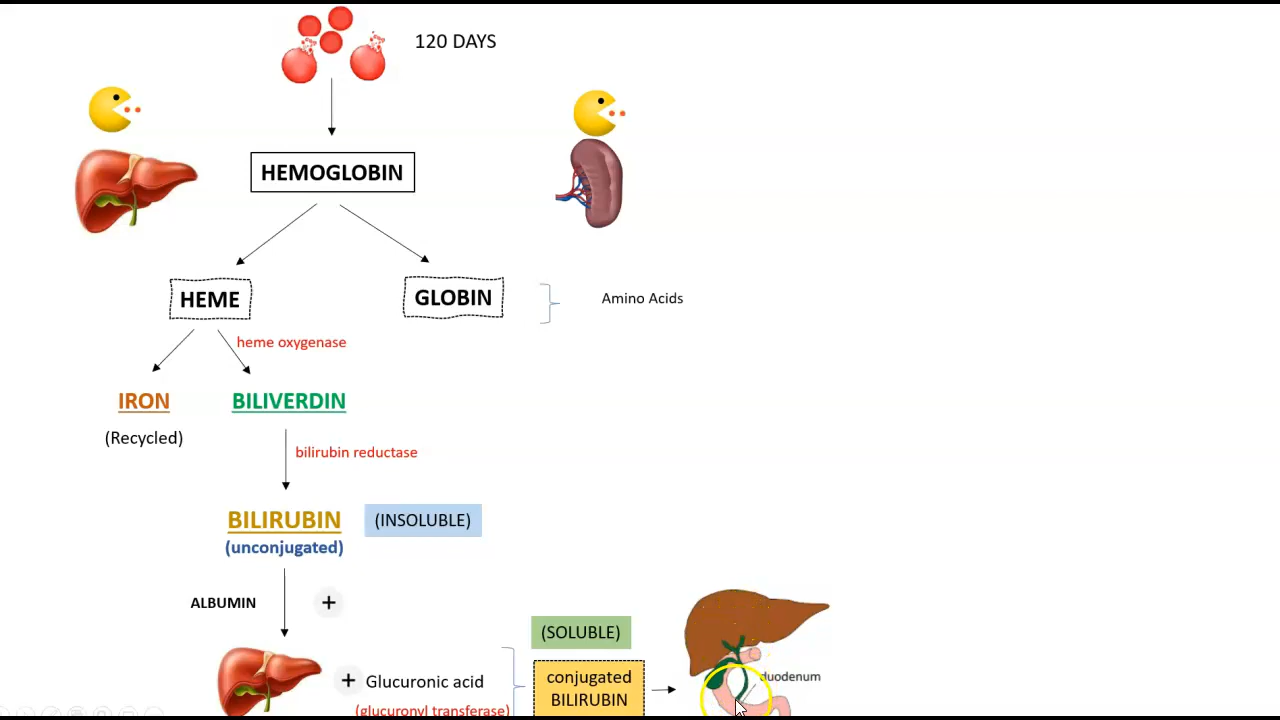 120 DAYS
HEMOGLOBIN
HEME
GLOBIN
Amino Acids
heme oxygenase
IRON
BILIVERDIN
(Recycled)
bilirubin reductase
BILIRUBIN
(INSOLUBLE)
(unconjugated)
ALBUMIN
+
(SOLUBLE)
+ Glucuronic acid
(glucuronyl transferase)
conjugated
BILIRUBIN
duodenum